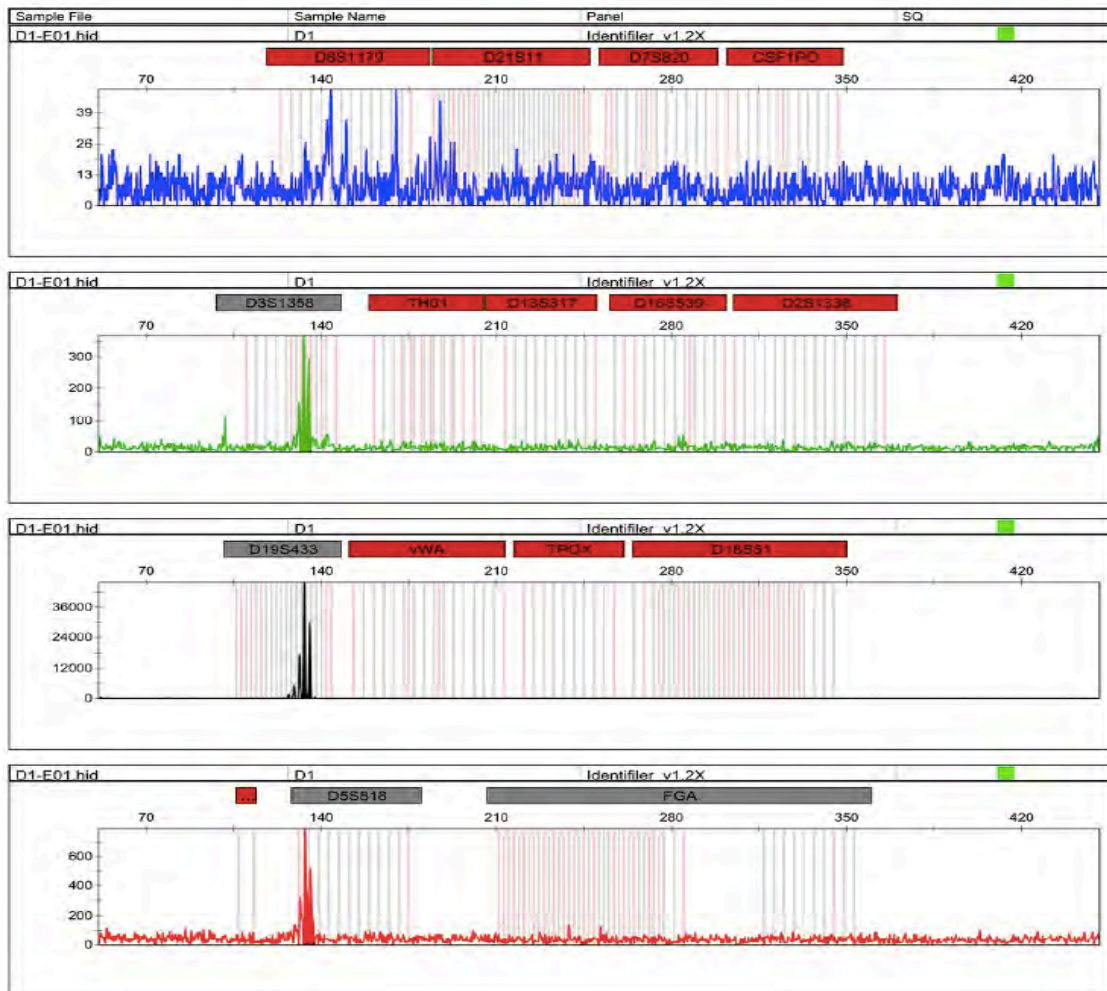 Sample File Sample Name Panel SQ
D1-E01.hid D1 Identifiler_v1.2X
D8S1179 D21S11 D7S820 CSF1PO
70 140 210 280 350 420
39
26
13
0
D1-E01.hid D1 Identifiler_v1.2X
D3S1358 TH01 D13S317 D16S539 D2S1338
70 140 210 280 350 420
300
200
100
0
D1-E01.hid D1 Identifiler_v1.2X
D19S433 vWA TPOX D18S51
70 140 210 280 350 420
36000
24000
12000
0
D1-E01.hid D1 Identifiler_v1.2X
... D5S818 FGA
70 140 210 280 350 420
600
400
200
0